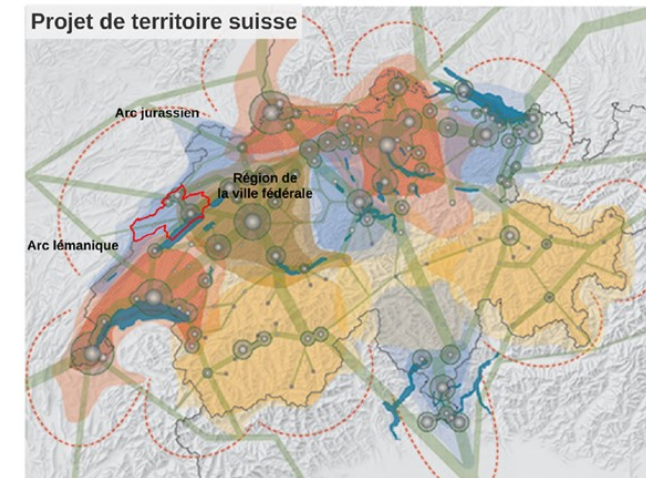 Projet de territoire suisse
Arc jurassien
Région de
la ville fédérale
Arc lémanique